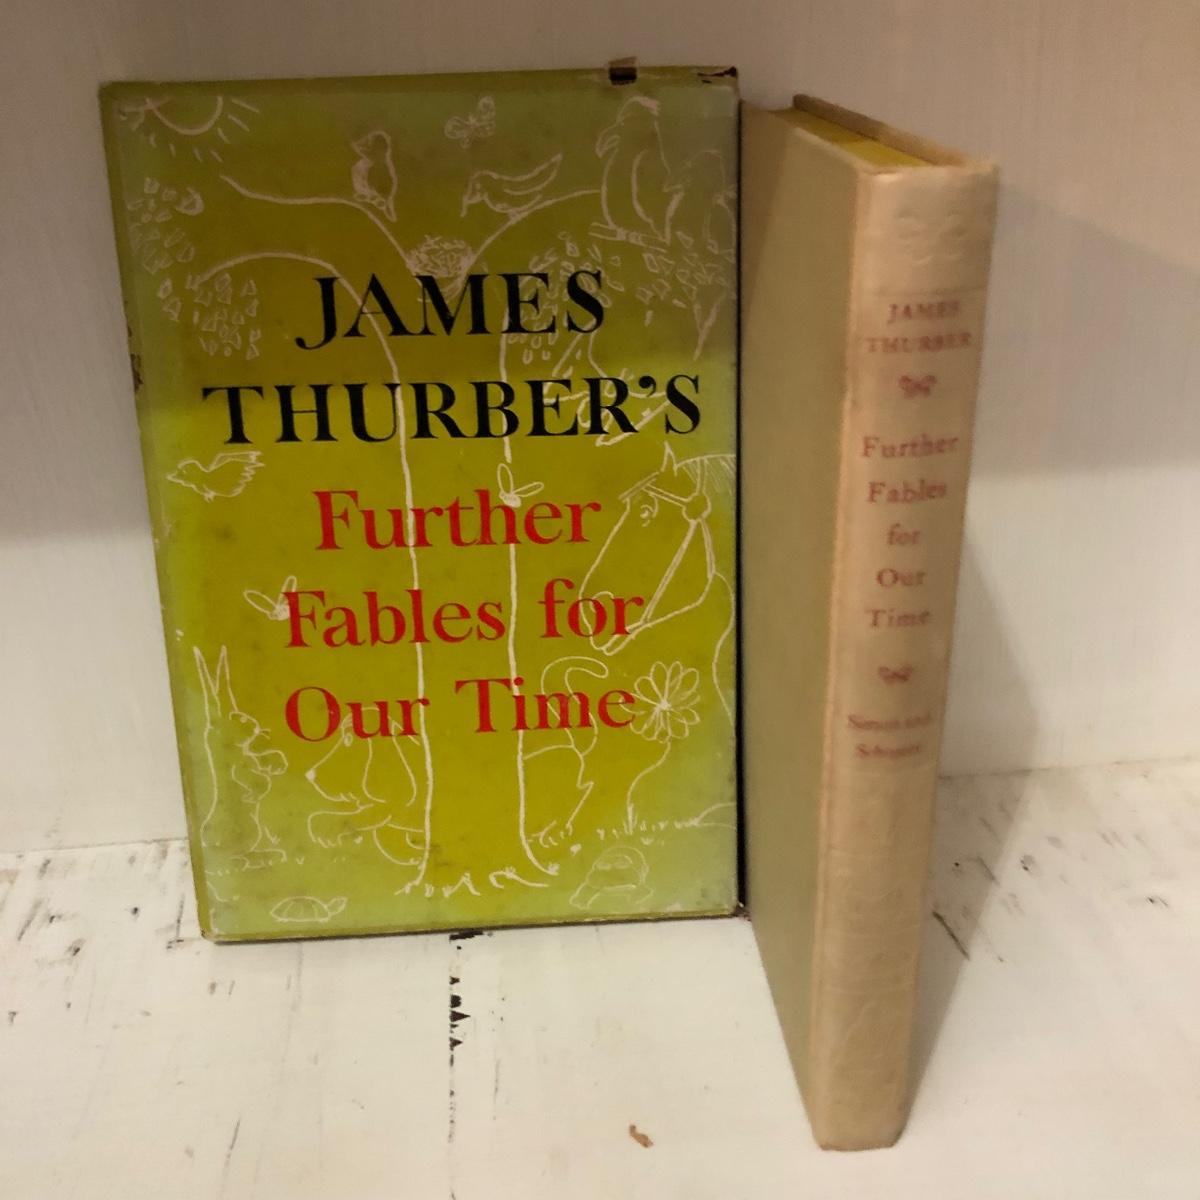 JAMES
THURBER'S
Further
Fables for
Our Time
JAMES
THURBER
Further
Fables
for
Our
Time
Simon and
Schuster